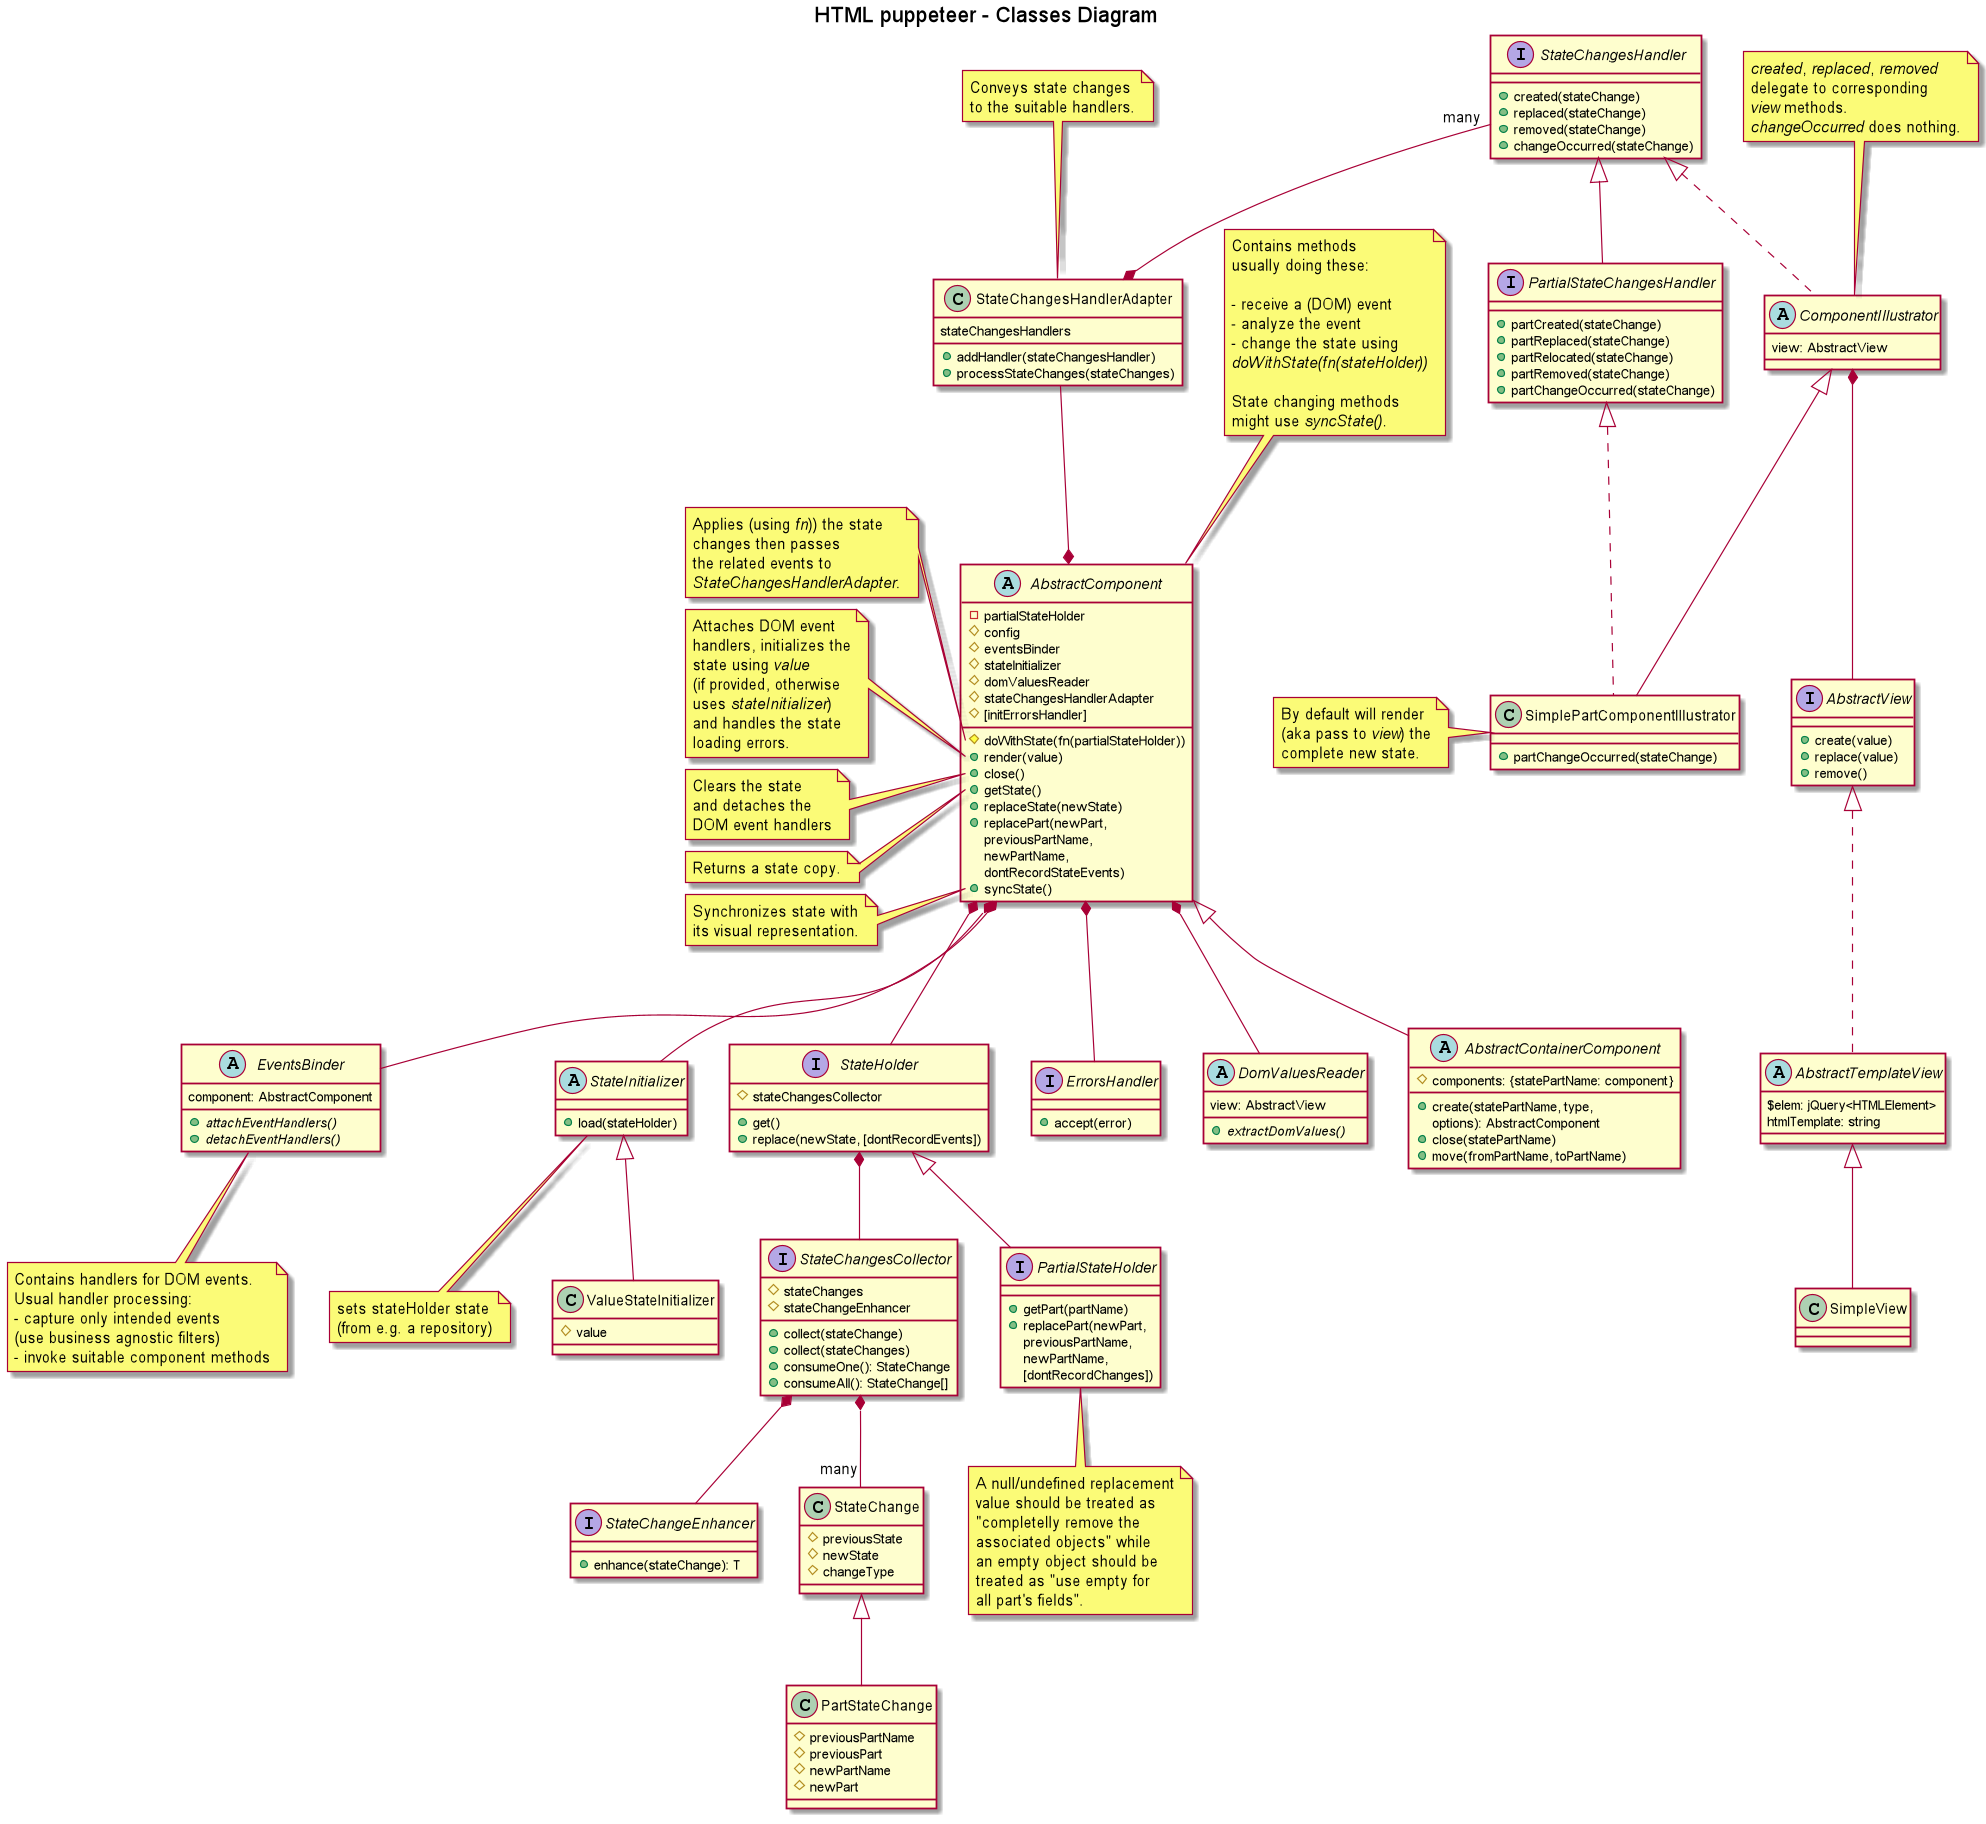 HTML puppeteer - Classes Diagram
I StateChangesHandler
created(stateChange)
replaced(stateChange)
removed(stateChange)
changeOccurred(stateChange)
created, replaced, removed
delegate to corresponding
view methods.
changeOccurred does nothing.
Conveys state changes
to the suitable handlers.
many
Contains methods
usually doing these:
- receive a (DOM) event
- analyze the event
- change the state using
doWithState(fn(stateHolder))
State changing methods
might use syncState().
C StateChangesHandlerAdapter
stateChangesHandlers
addHandler(stateChangesHandler)
processStateChanges(stateChanges)
I PartialStateChangesHandler
partCreated(stateChange)
partReplaced(stateChange)
partRelocated(stateChange)
partRemoved(stateChange)
partChangeOccurred(stateChange)
A ComponentIllustrator
view: AbstractView
Applies (using fn)) the state
changes then passes
the related events to
StateChangesHandlerAdapter.
Attaches DOM event
handlers, initializes the
state using value
(if provided, otherwise
uses stateInitializer)
and handles the state
loading errors.
Clears the state
and detaches the
DOM event handlers
Returns a state copy.
Synchronizes state with
its visual representation.
A AbstractComponent
partialStateHolder
config
eventsBinder
stateInitializer
domValuesReader
stateChangesHandlerAdapter
[initErrorsHandler]
doWithState(fn(partialStateHolder))
render(value)
close()
getState()
replaceState(newState)
replacePart(newPart,
previousPartName,
newPartName,
dontRecordStateEvents)
syncState()
By default will render
(aka pass to view) the
complete new state.
C SimplePartComponentIllustrator
partChangeOccurred(stateChange)
I AbstractView
create(value)
replace(value)
remove()
A EventsBinder
component: AbstractComponent
attachEventHandlers()
detachEventHandlers()
A StateInitializer
load(stateHolder)
I StateHolder
stateChangesCollector
get()
replace(newState, [dontRecordEvents])
I ErrorsHandler
accept(error)
A DomValuesReader
view: AbstractView
extractDomValues()
A AbstractContainerComponent
components: {statePartName: component}
create(statePartName, type,
options): AbstractComponent
close(statePartName)
move(fromPartName, toPartName)
A AbstractTemplateView
$elem: jQuery<HTMLElement>
htmlTemplate: string
Contains handlers for DOM events.
Usual handler processing:
- capture only intended events
(use business agnostic filters)
- invoke suitable component methods
sets stateHolder state
(from e.g. a repository)
C ValueStateInitializer
value
I StateChangesCollector
stateChanges
stateChangeEnhancer
collect(stateChange)
collect(stateChanges)
consumeOne(): StateChange
consumeAll(): StateChange[]
I PartialStateHolder
getPart(partName)
replacePart(newPart,
previousPartName,
newPartName,
[dontRecordChanges])
C SimpleView
many
I StateChangeEnhancer
enhance(stateChange): T
C StateChange
previousState
newState
changeType
A null/undefined replacement
value should be treated as
"completelly remove the
associated objects" while
an empty object should be
treated as "use empty for
all part's fields".
C PartStateChange
previousPartName
previousPart
newPartName
newPart